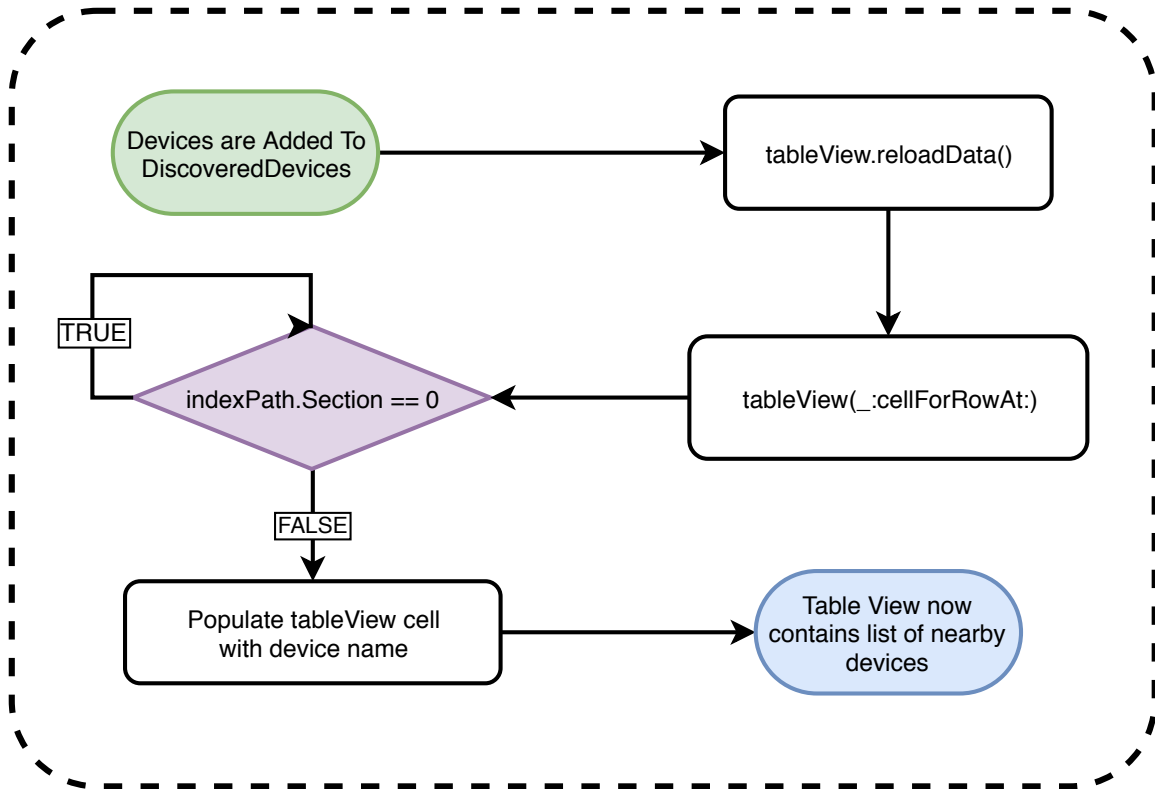 Devices are Added To
DiscoveredDevices
tableView.reloadData()
TRUE
indexPath.Section == 0
tableView(_:cellForRowAt:)
FALSE
Populate tableView cell
with device name
Table View now
contains list of nearby
devices